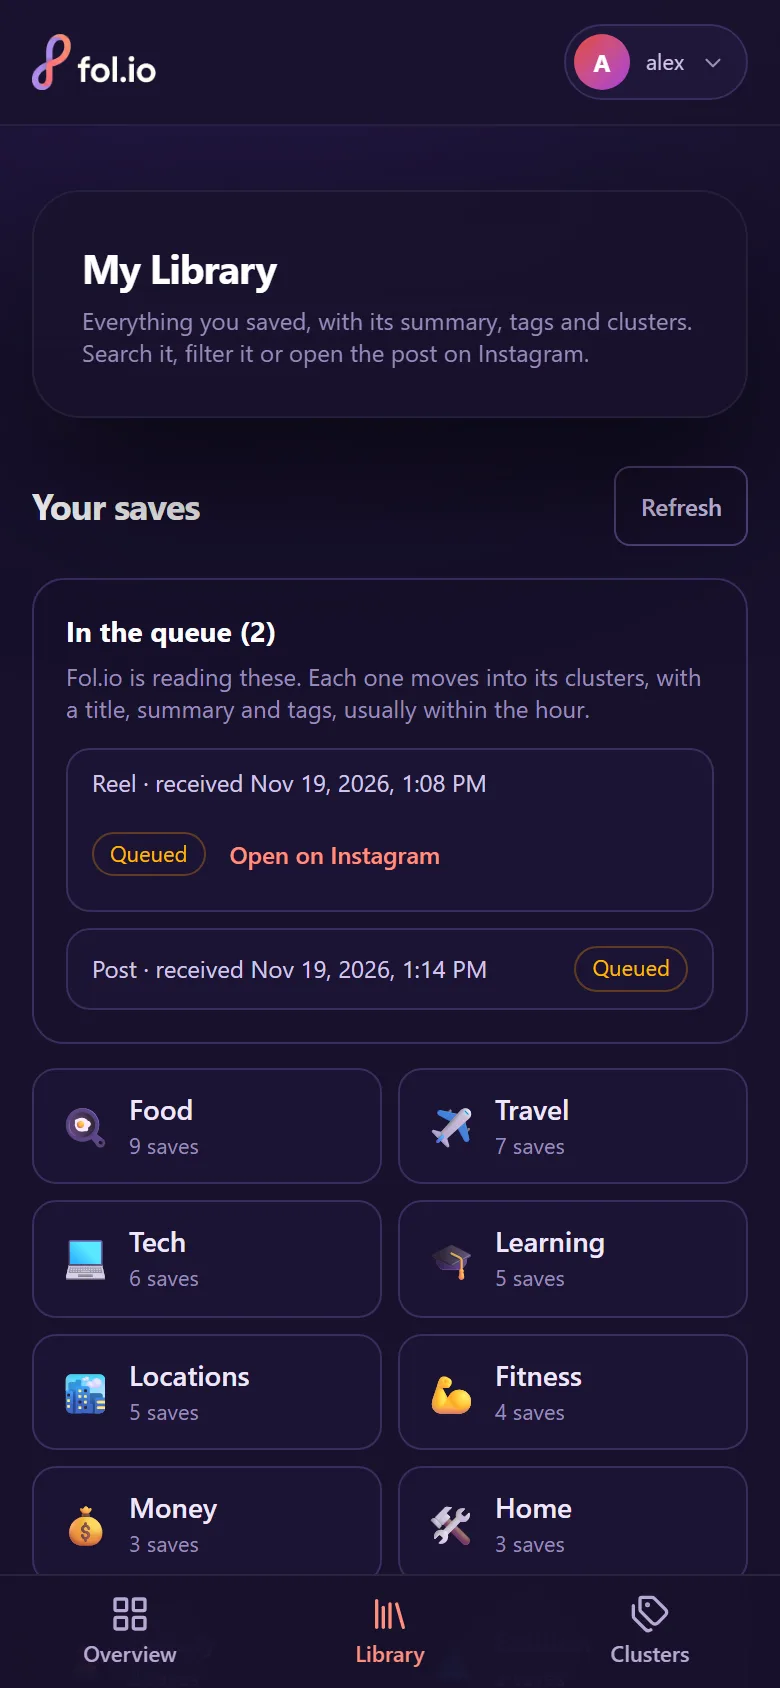 fol.io
A alex
My Library
Everything you saved, with its summary, tags and clusters.
Search it, filter it or open the post on Instagram.
Your saves
Refresh
In the queue (2)
Fol.io is reading these. Each one moves into its clusters, with
a title, summary and tags, usually within the hour.
Reel · received Nov 19, 2026, 1:08 PM
Queued
Open on Instagram
Post · received Nov 19, 2026, 1:14 PM
Queued
Food
9 saves
Travel
7 saves
Tech
6 saves
Learning
5 saves
Locations
5 saves
Fitness
4 saves
Money
3 saves
Home
3 saves
Overview
Library
Clusters